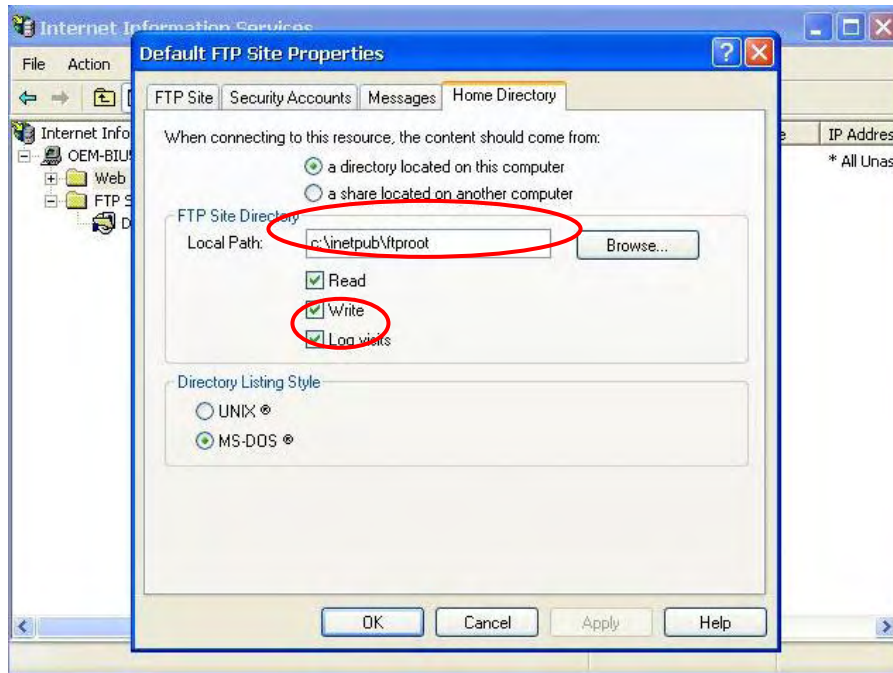 Internet Information Services
Default FTP Site Properties
File Action
FTP Site Security Accounts Messages Home Directory
Internet Info
OEM-BIU
Web
FTP S
D
IP Addres
* All Unas
When connecting to this resource, the content should come from:
a directory located on this computer
a share located on another computer
FTP Site Directory
Local Path: c:\inetpub\ftproot Browse...
Read
Write
Log visits
Directory Listing Style
UNIX ®
MS-DOS ®
OK Cancel Apply Help